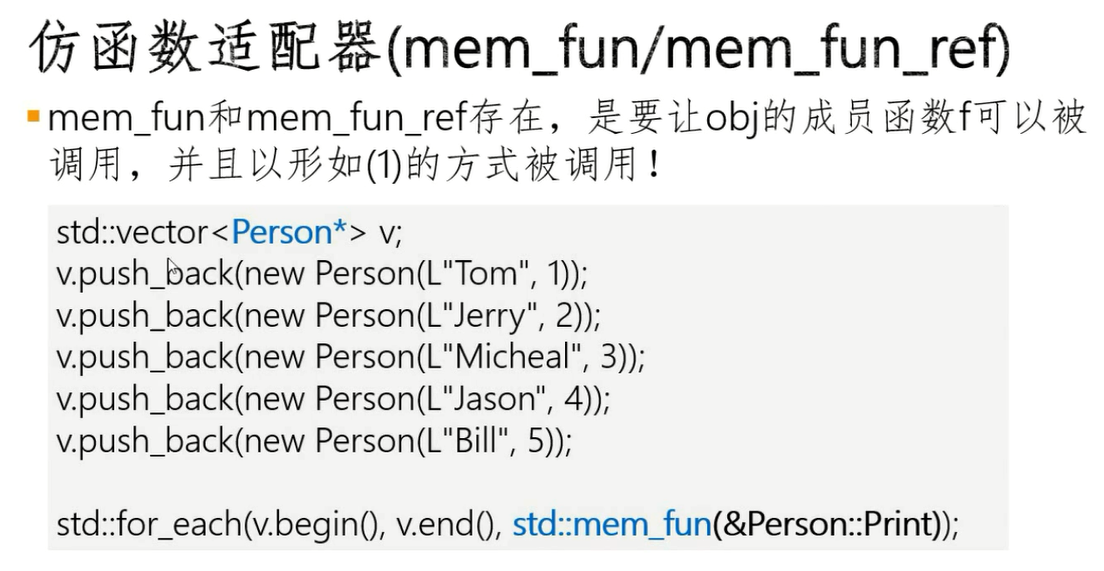 仿函数适配器(mem_fun/mem_fun_ref)
mem_fun和mem_fun_ref存在，是要让obj的成员函数f可以被
调用，并且以形如(1)的方式被调用！
std::vector<Person*> v;
v.push_back(new Person(L"Tom", 1));
v.push_back(new Person(L"Jerry", 2));
v.push_back(new Person(L"Micheal", 3));
v.push_back(new Person(L"Jason", 4));
v.push_back(new Person(L"Bill", 5));
std::for_each(v.begin(), v.end(), std::mem_fun(&Person::Print));